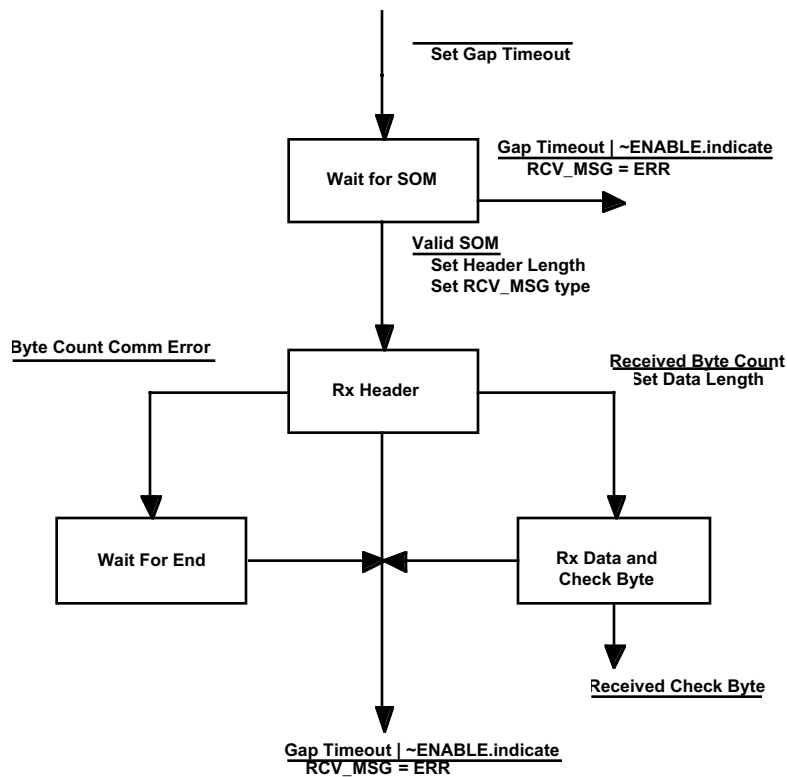 Set Gap Timeout
Gap Timeout | ~ENABLE.indicate
RCV_MSG = ERR
Wait for SOM
Valid SOM
Set Header Length
Set RCV_MSG type
Byte Count Comm Error
Received Byte Count
Set Data Length
Rx Header
Wait For End
Rx Data and
Check Byte
Received Check Byte
Gap Timeout | ~ENABLE.indicate
RCV_MSG = ERR